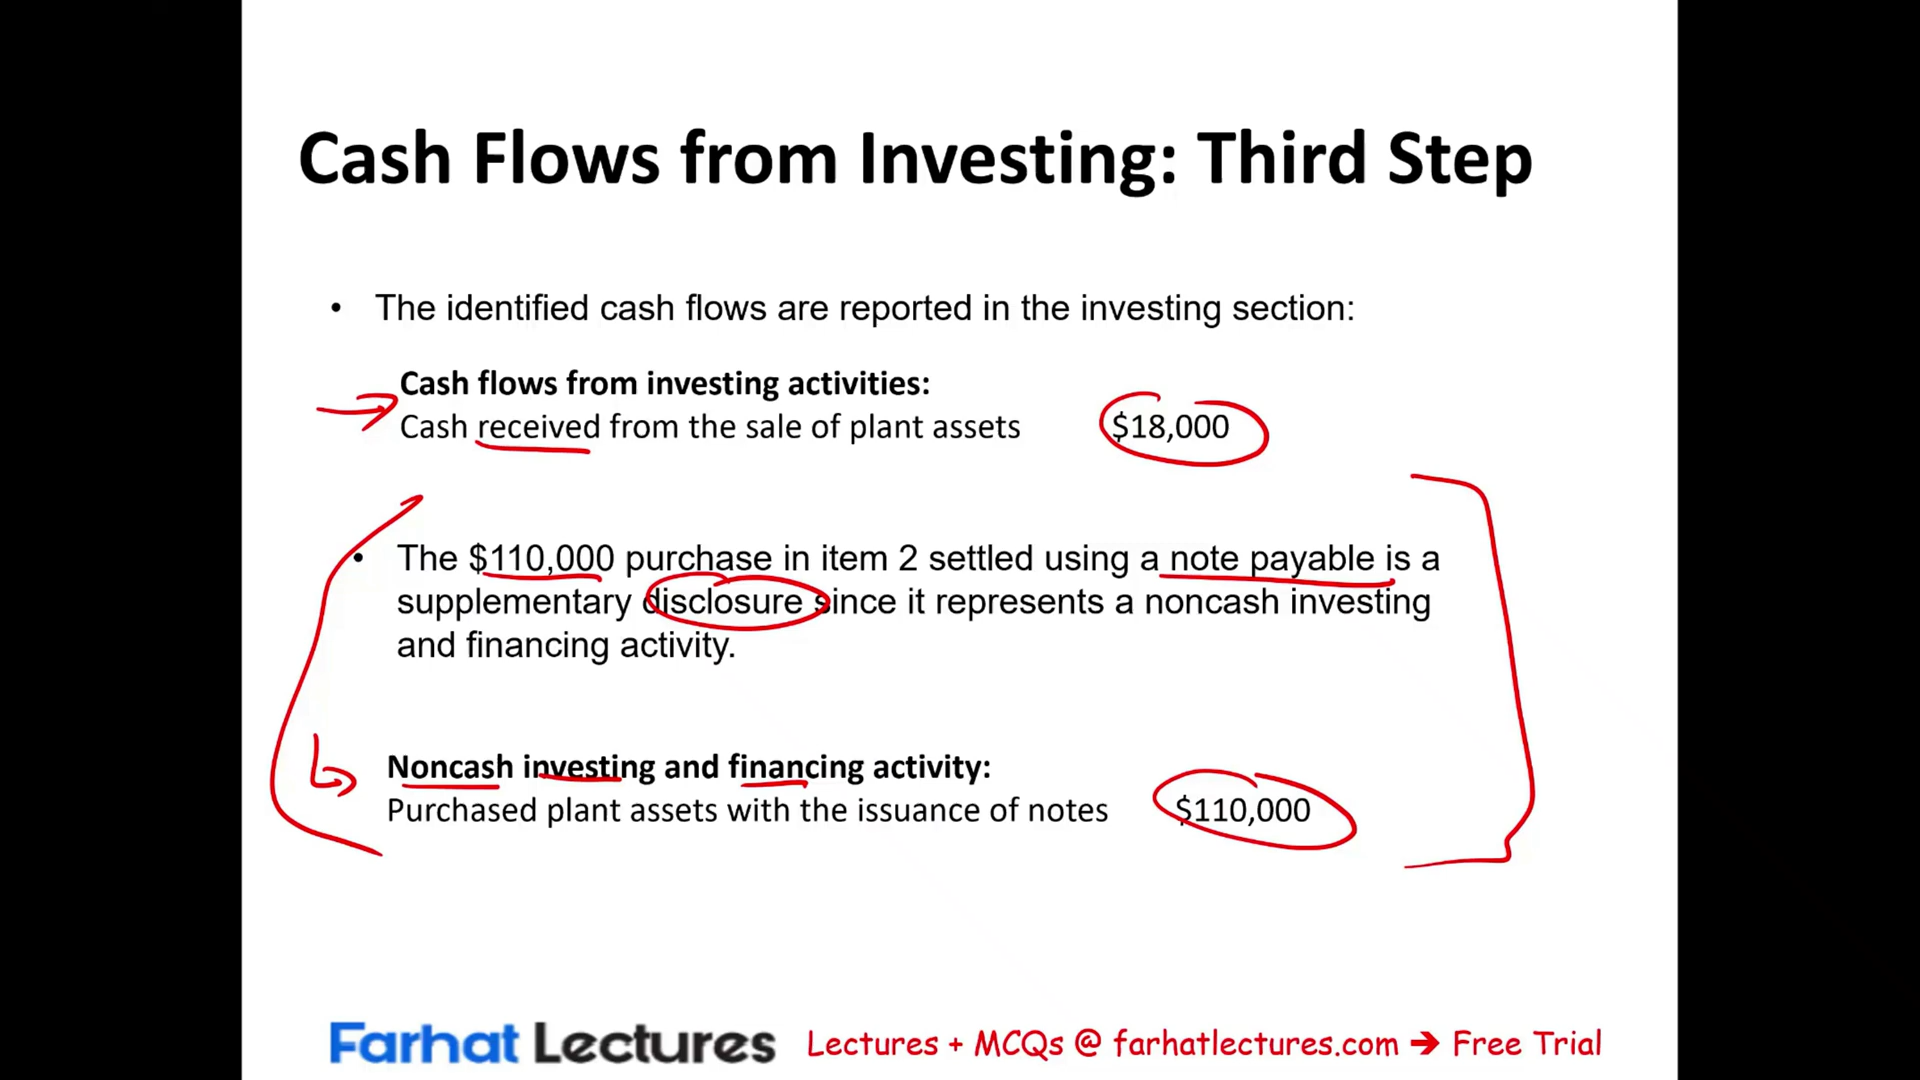 Cash Flows from Investing: Third Step
• The identified cash flows are reported in the investing section:
Cash flows from investing activities:
Cash received from the sale of plant assets $18,000
• The $110,000 purchase in item 2 settled using a note payable is a
supplementary disclosure since it represents a noncash investing
and financing activity.
Noncash investing and financing activity:
Purchased plant assets with the issuance of notes $110,000
Farhat Lectures Lectures + MCQs @ farhatlectures.com ➔ Free Trial